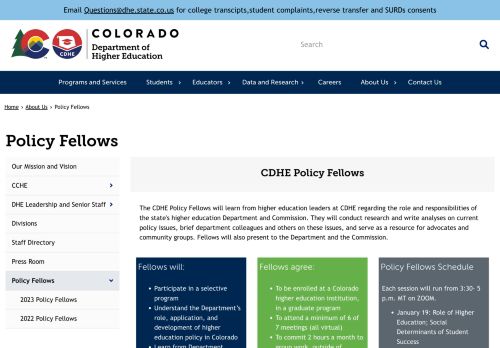 Email Questions@dhe.state.co.us for college transcipts,student complaints,reverse transfer and SURDs consents
COLORADO
Department of
Higher Education
CDHE
Search
Programs and Services
Students
Educators
Data and Research
Careers
About Us
Contact Us
Home > About Us > Policy Fellows
Policy Fellows
Our Mission and Vision
CCHE
DHE Leadership and Senior Staff
Divisions
Staff Directory
Press Room
Policy Fellows
2023 Policy Fellows
2022 Policy Fellows
CDHE Policy Fellows
The CDHE Policy Fellows will learn from higher education leaders at CDHE regarding the role and responsibilities of
the state's higher education Department and Commission. They will conduct research and write analyses on current
policy issues, brief department colleagues and others on these issues, and serve as a resource for advocates and
community groups. Fellows will also present to the Department and the Commission.
Fellows will:
• Participate in a selective
program
• Understand the Department's
role, application, and
development of higher
education policy in Colorado
• Learn from Department
Fellows agree:
• To be enrolled at a Colorado
higher education institution,
in a graduate program
• To attend a minimum of 6 of
7 meetings (all virtual)
• To commit 2 hours a month to
group work, outside of
Policy Fellows Schedule
Each session will run from 3:30- 5
p.m. MT on ZOOM.
• January 19: Role of Higher
Education; Social
Determinants of Student
Success